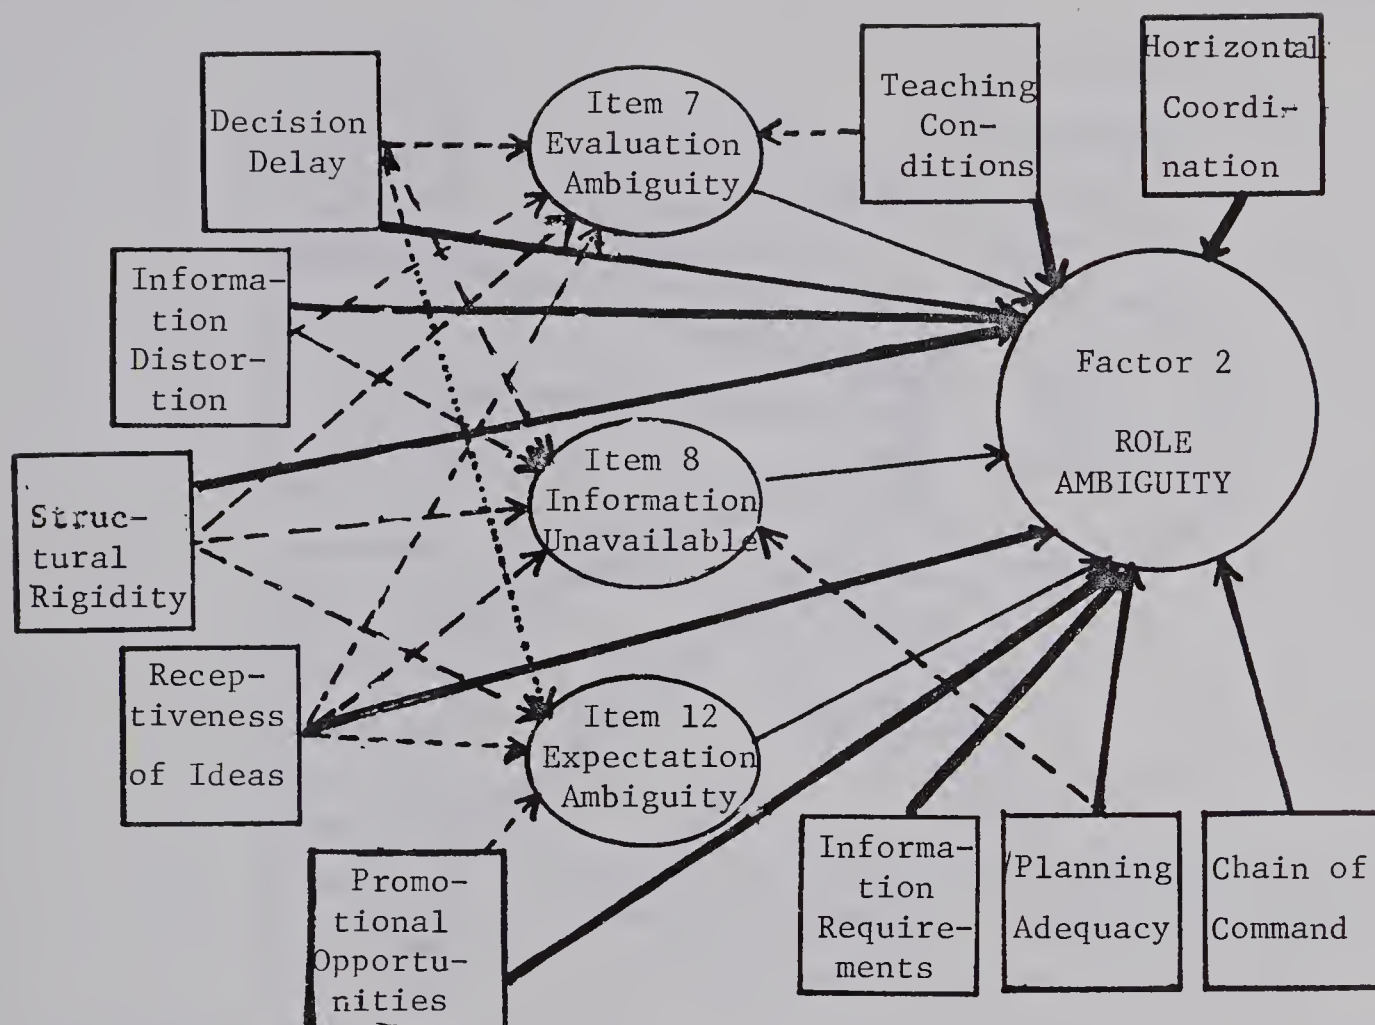 Decision
Delay
Item 7
Evaluation
Ambiguity
Teaching
Con-
ditions
Horizontal
Coordi-
nation
Informa-
tion
Distor-
tion
Factor 2
ROLE
AMBIGUITY
Struc-
tural
Rigidity
Item 8
Information
Unavailable
Recep-
tiveness
of Ideas
Item 12
Expectation
Ambiguity
Promo-
tional
Opportu-
nities
Informa-
tion
Require-
ments
Planning
Adequacy
Chain of
Command